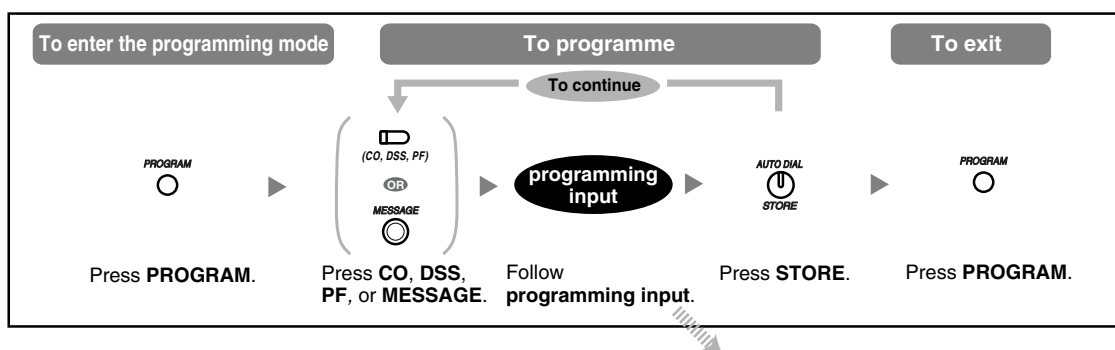 To enter the programming mode
To programme
To exit
To continue
PROGRAM
(CO, DSS, PF)
OR
MESSAGE
programming
input
AUTO DIAL
STORE
PROGRAM
Press PROGRAM.
Press CO, DSS,
PF, or MESSAGE.
Follow
programming input.
Press STORE.
Press PROGRAM.